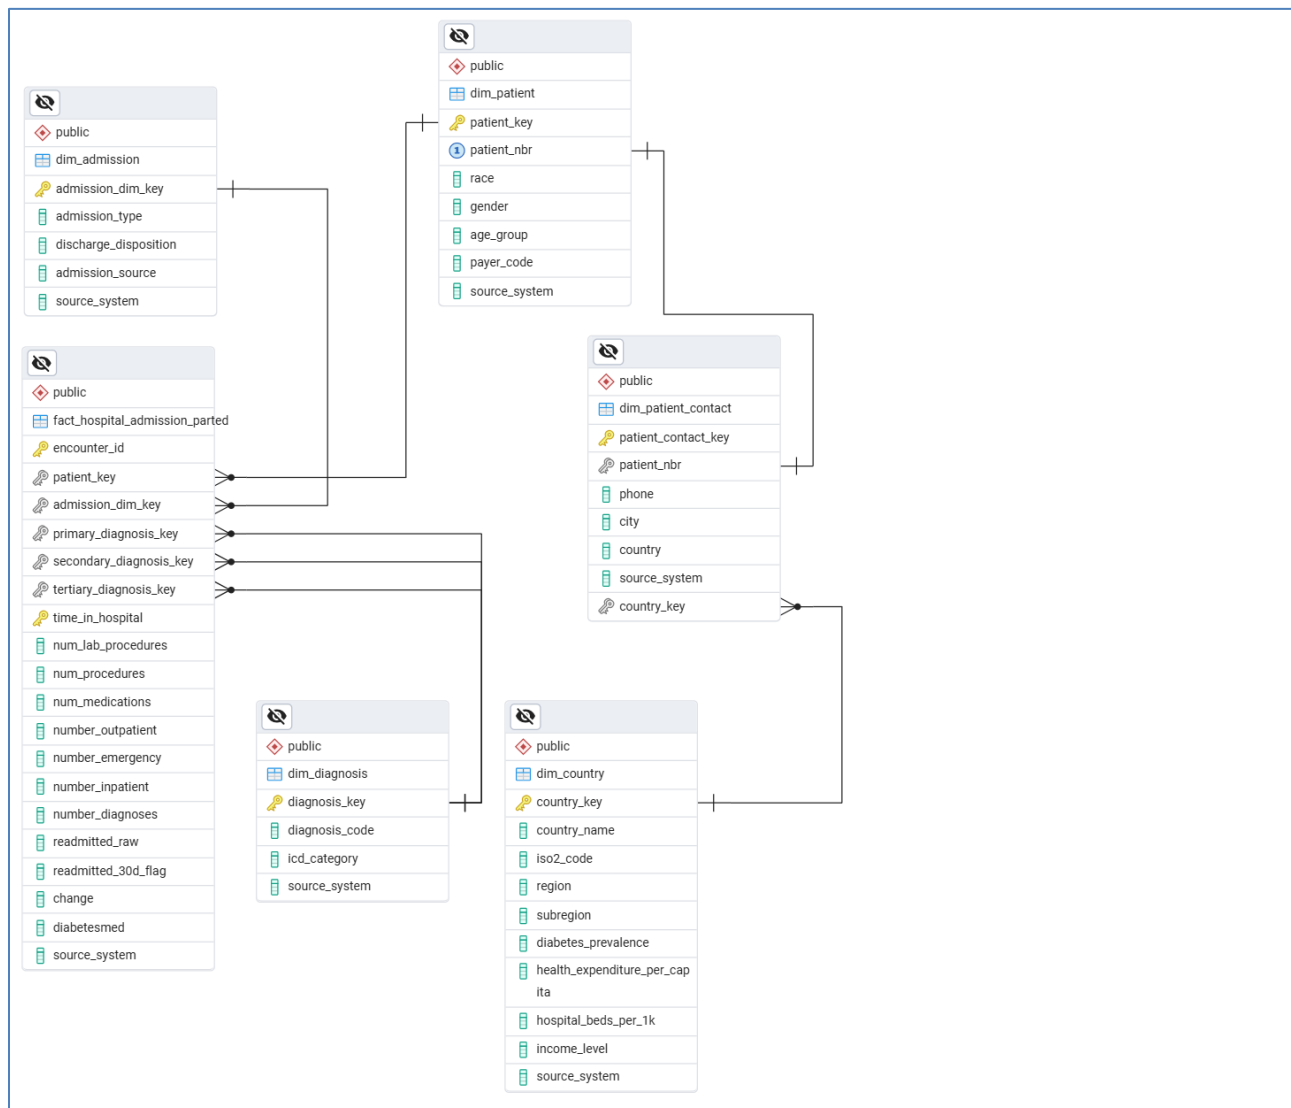 public
dim_patient
patient_key
1
patient_nbr
race
gender
age_group
payer_code
source_system
public
dim_admission
admission_dim_key
admission_type
discharge_disposition
admission_source
source_system
public
fact_hospital_admission_parted
encounter_id
patient_key
admission_dim_key
primary_diagnosis_key
secondary_diagnosis_key
tertiary_diagnosis_key
time_in_hospital
num_lab_procedures
num_procedures
num_medications
number_outpatient
number_emergency
number_inpatient
number_diagnoses
readmitted_raw
readmitted_30d_flag
change
diabetesmed
source_system
public
dim_patient_contact
patient_contact_key
patient_nbr
phone
city
country
source_system
country_key
public
dim_diagnosis
diagnosis_key
diagnosis_code
icd_category
source_system
public
dim_country
country_key
country_name
iso2_code
region
subregion
diabetes_prevalence
health_expenditure_per_cap
ita
hospital_beds_per_1k
income_level
source_system